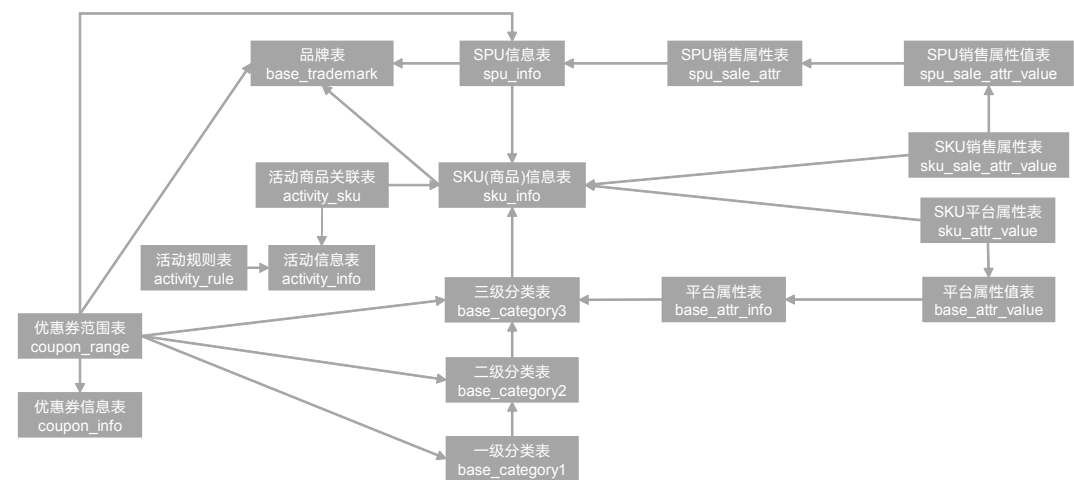 品牌表
base_trademark
SPU信息表
spu_info
SPU销售属性表
spu_sale_attr
SPU销售属性值表
spu_sale_attr_value
SKU销售属性表
sku_sale_attr_value
活动商品关联表
activity_sku
SKU(商品)信息表
sku_info
SKU平台属性表
sku_attr_value
活动规则表
activity_rule
活动信息表
activity_info
三级分类表
base_category3
平台属性表
base_attr_info
平台属性值表
base_attr_value
优惠券范围表
coupon_range
二级分类表
base_category2
优惠券信息表
coupon_info
一级分类表
base_category1